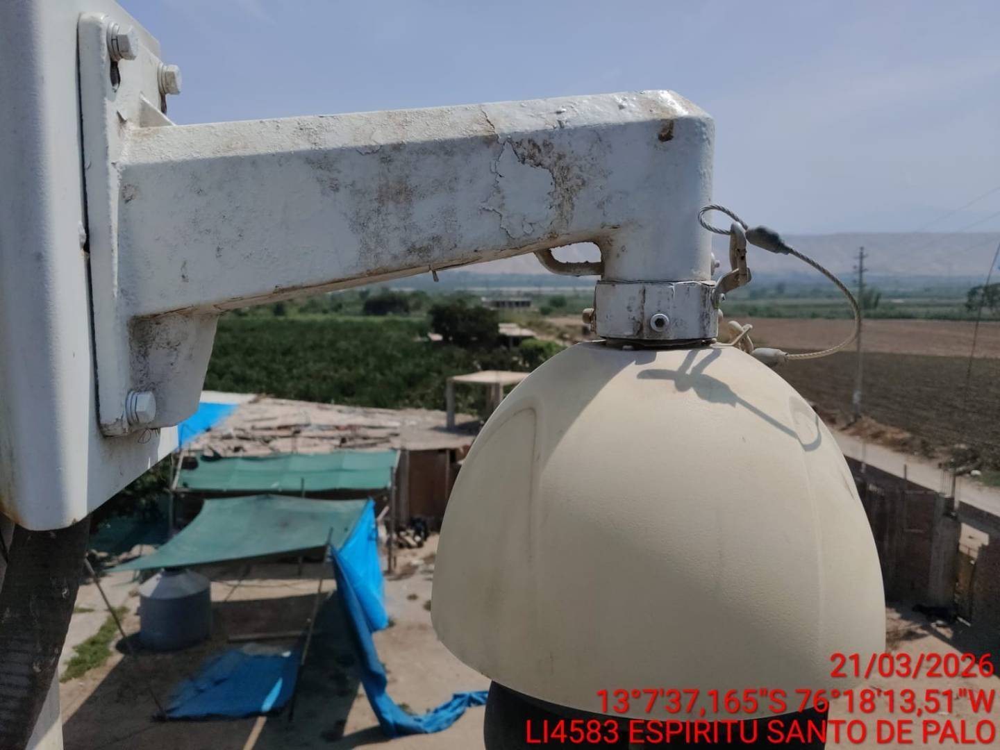 21/03/2026
13°7'37,165"S 76°18'13,51"W
LI4583 ESPIRITU SANTO DE PALO